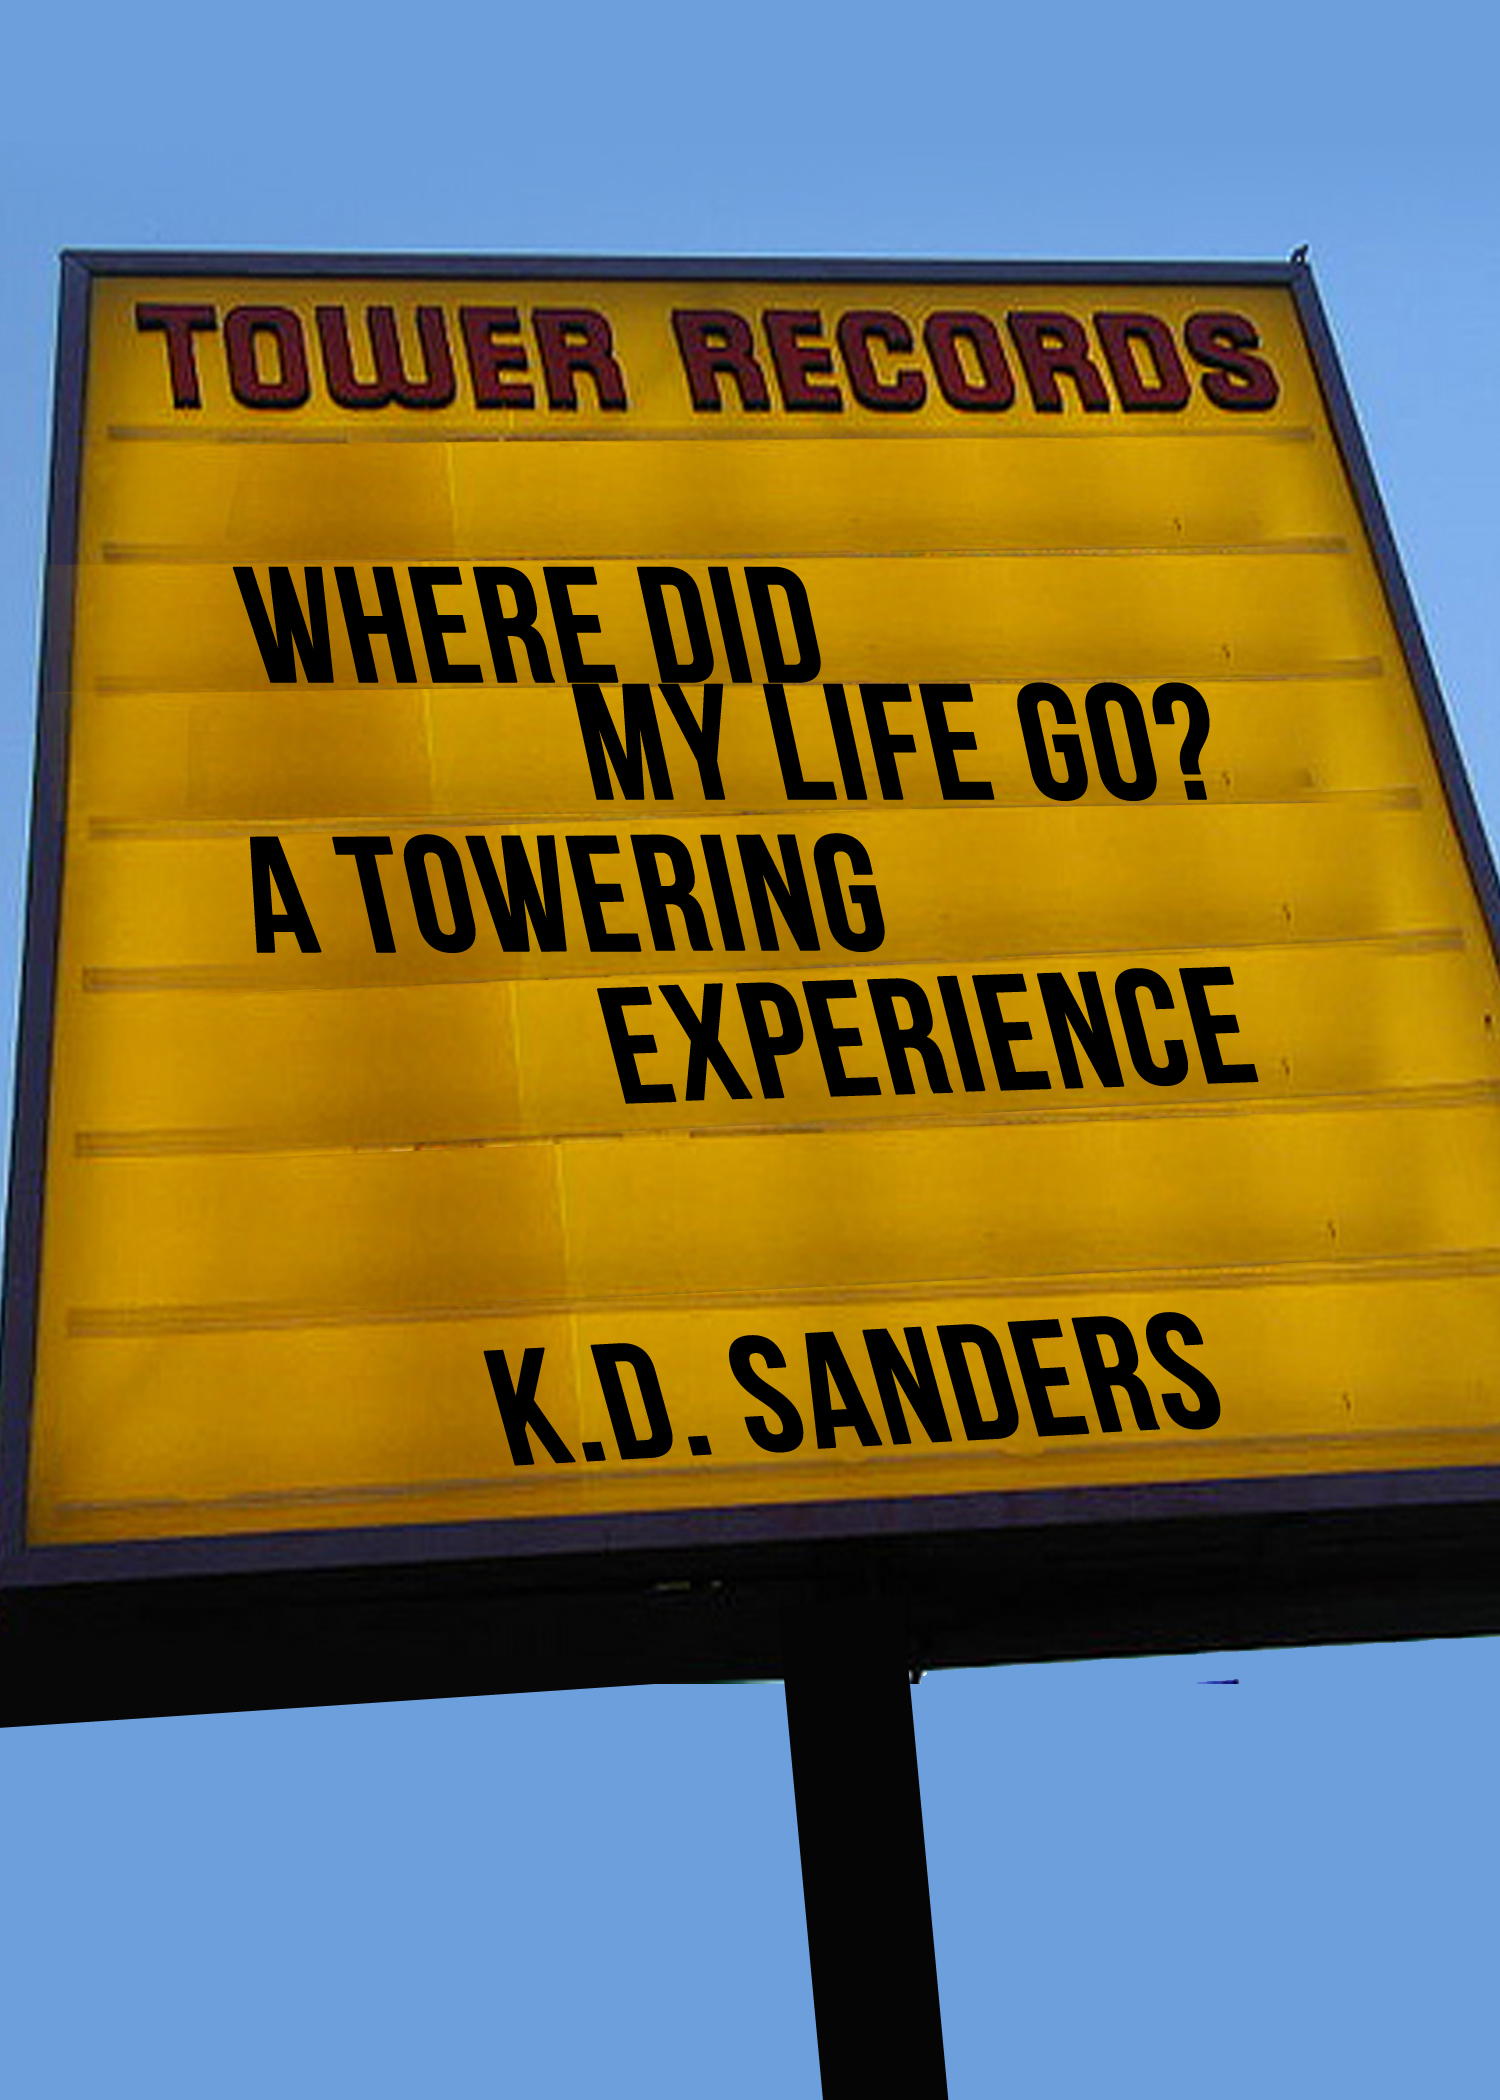 TOWER RECORDS
WHERE DID
MY LIFE GO?
A TOWERING
EXPERIENCE
K.D. SANDERS